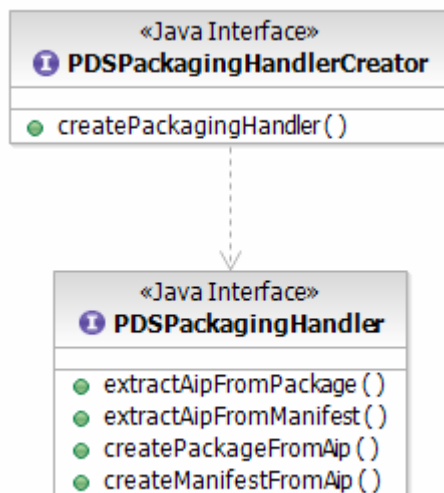 «Java Interface»
I PDSPackagingHandlerCreator
createPackagingHandler ( )
«Java Interface»
I PDSPackagingHandler
extractAipFromPackage ( )
extractAipFromManifest ( )
createPackageFromAip ( )
createManifestFromAip ( )